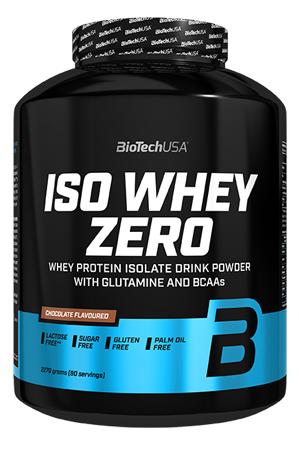 BioTechUSA
ISO WHEY
ZERO
WHEY PROTEIN ISOLATE DRINK POWDER
WITH GLUTAMINE AND BCAAs
CHOCOLATE FLAVOURED
LACTOSE FREE**
SUGAR FREE
GLUTEN FREE
PALM OIL FREE
2270 grams (90 servings)
B